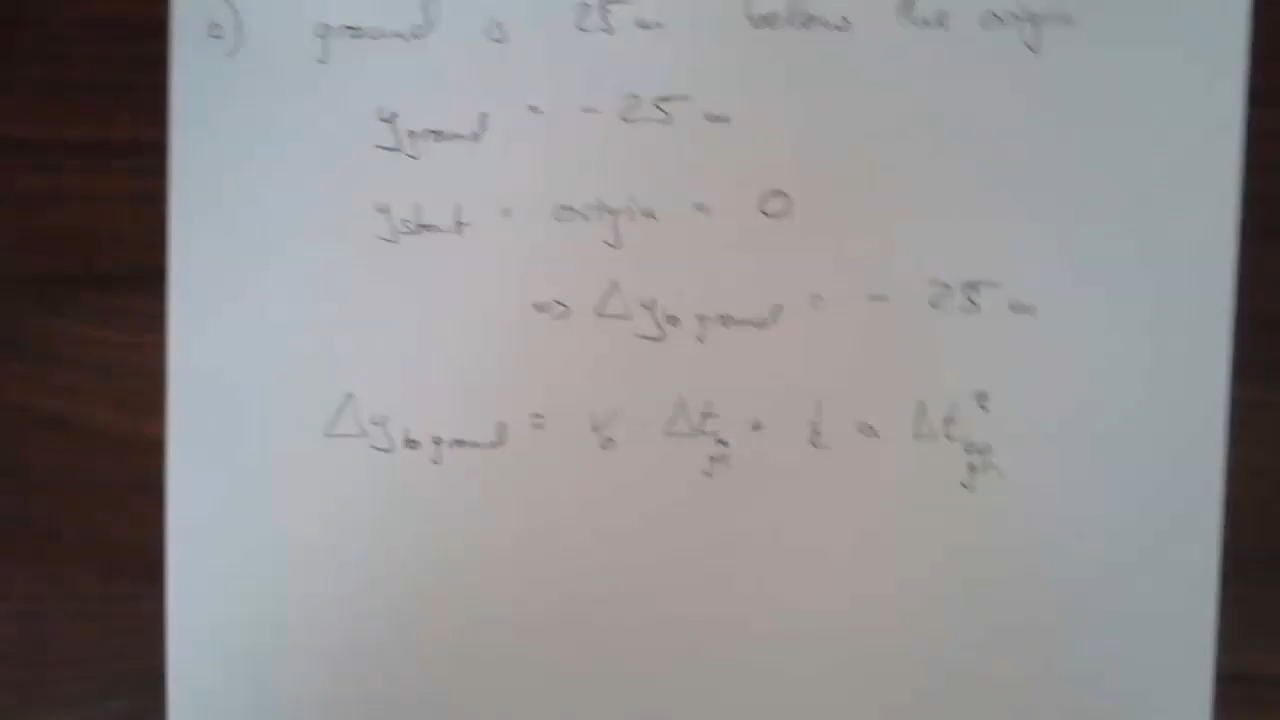 c) ground is 25 m below the origin
y_ground = - 25 m
y_start = origin = 0
=> Δy_to ground = - 25 m
Δy_to ground = v₀ Δt + ½ a Δt²